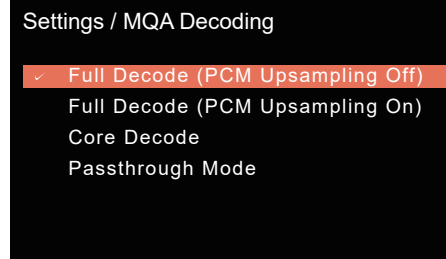 Settings / MQA Decoding
✓ Full Decode (PCM Upsampling Off)
Full Decode (PCM Upsampling On)
Core Decode
Passthrough Mode